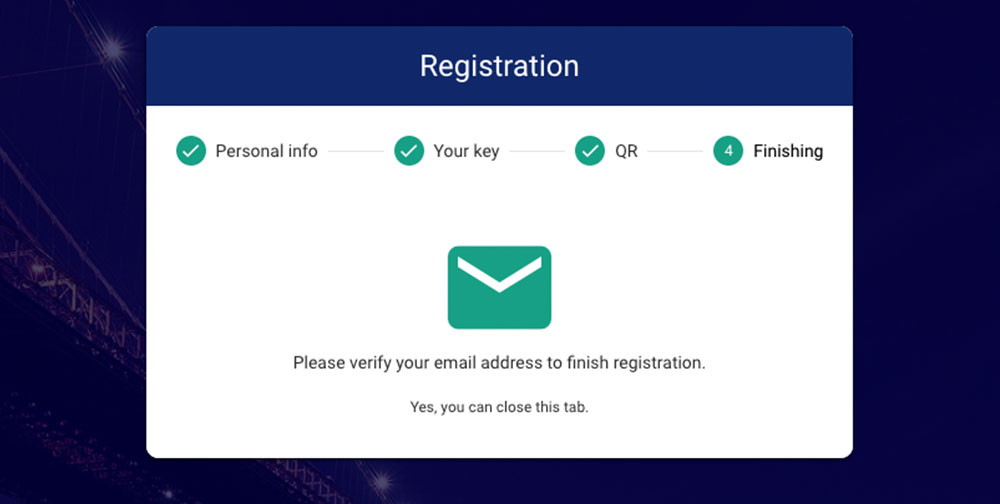 Registration
Personal info
Your key
QR
4 Finishing
Please verify your email address to finish registration.
Yes, you can close this tab.